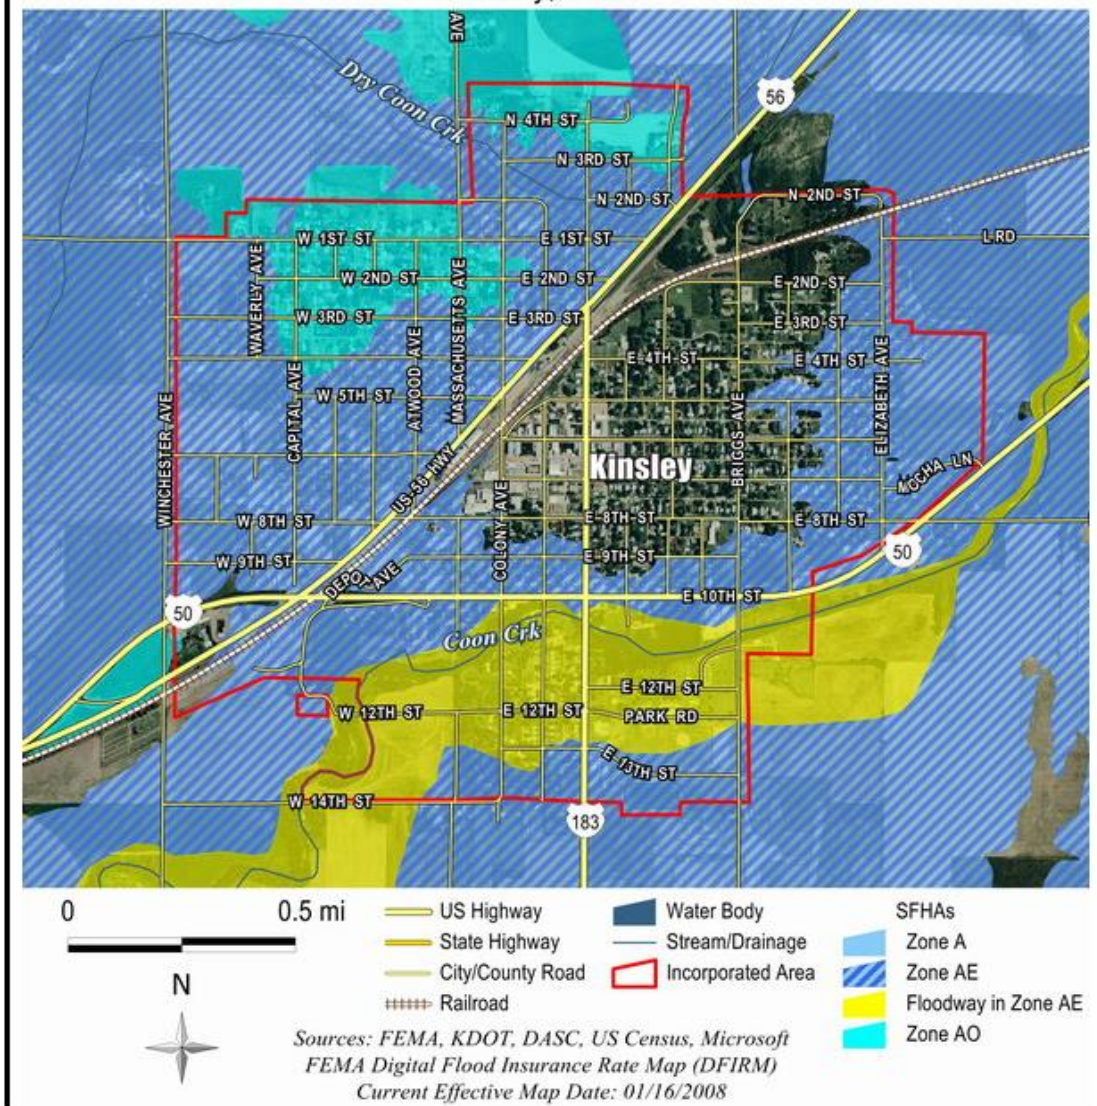 AVE
Dry Coon Crk
56
N 4TH ST
N 3RD ST
N 2ND ST
N 2ND ST
W 1ST ST
E 1ST ST
L RD
WAVERLY AVE
W 2ND ST
MASSACHUSETTS AVE
E 2ND ST
E 2ND ST
W 3RD ST
E 3RD ST
E 3RD ST
ATWOOD AVE
E 4TH ST
E 4TH ST
ELIZABETH AVE
CAPITAL AVE
W 5TH ST
WINCHESTER AVE
BRIGGS AVE
US-56 HWY
Kinsley
MOCHA LN
COLONY AVE
W 8TH ST
E 8TH ST
E 8TH ST
W 9TH ST
E 9TH ST
50
DEPOT AVE
50
E 10TH ST
Coon Crk
E 12TH ST
W 12TH ST
E 12TH ST
PARK RD
E 13TH ST
W 14TH ST
183
0 0.5 mi
N
US Highway
State Highway
City/County Road
Railroad
Water Body
Stream/Drainage
Incorporated Area
SFHAs
Zone A
Zone AE
Floodway in Zone AE
Zone AO
Sources: FEMA, KDOT, DASC, US Census, Microsoft
FEMA Digital Flood Insurance Rate Map (DFIRM)
Current Effective Map Date: 01/16/2008